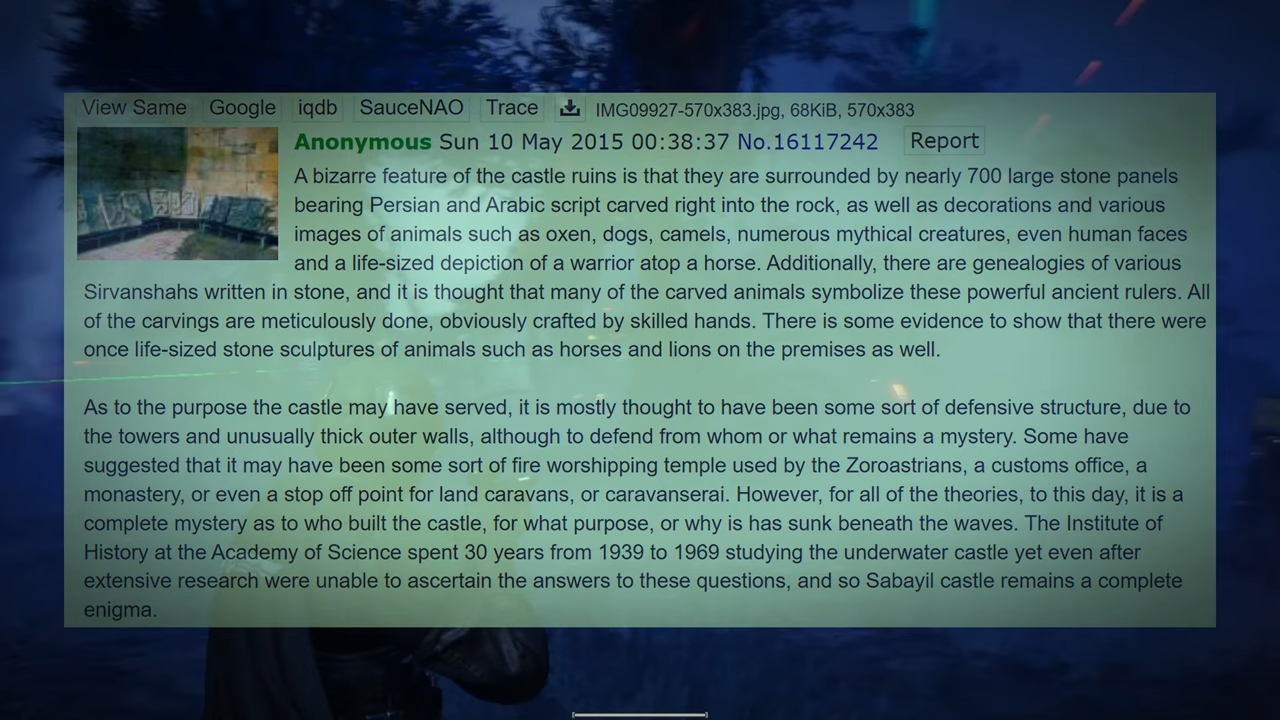 View Same Google iqdb SauceNAO Trace IMG09927-570x383.jpg, 68KiB, 570x383
Anonymous Sun 10 May 2015 00:38:37 No.16117242 Report
A bizarre feature of the castle ruins is that they are surrounded by nearly 700 large stone panels
bearing Persian and Arabic script carved right into the rock, as well as decorations and various
images of animals such as oxen, dogs, camels, numerous mythical creatures, even human faces
and a life-sized depiction of a warrior atop a horse. Additionally, there are genealogies of various
Sirvanshahs written in stone, and it is thought that many of the carved animals symbolize these powerful ancient rulers. All
of the carvings are meticulously done, obviously crafted by skilled hands. There is some evidence to show that there were
once life-sized stone sculptures of animals such as horses and lions on the premises as well.
As to the purpose the castle may have served, it is mostly thought to have been some sort of defensive structure, due to
the towers and unusually thick outer walls, although to defend from whom or what remains a mystery. Some have
suggested that it may have been some sort of fire worshipping temple used by the Zoroastrians, a customs office, a
monastery, or even a stop off point for land caravans, or caravanserai. However, for all of the theories, to this day, it is a
complete mystery as to who built the castle, for what purpose, or why is has sunk beneath the waves. The Institute of
History at the Academy of Science spent 30 years from 1939 to 1969 studying the underwater castle yet even after
extensive research were unable to ascertain the answers to these questions, and so Sabayil castle remains a complete
enigma.